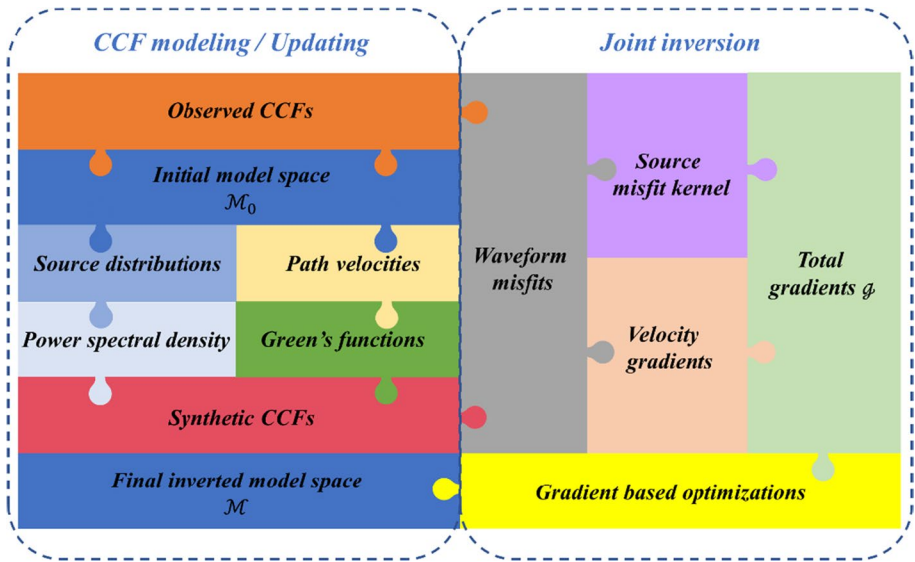 CCF modeling / Updating
Observed CCFs
Initial model space
ℳ₀
Source distributions
Path velocities
Power spectral density
Green's functions
Synthetic CCFs
Final inverted model space
ℳ
Joint inversion
Waveform
misfits
Source
misfit kernel
Velocity
gradients
Total
gradients ℊ
Gradient based optimizations